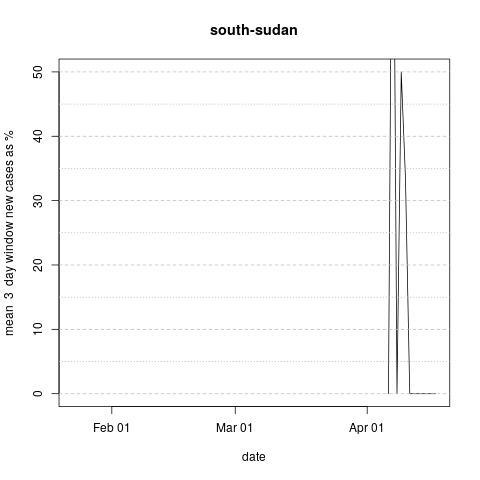 south-sudan
mean  3  day window new cases as %
50
40
30
20
10
0
Feb 01
Mar 01
Apr 01
date